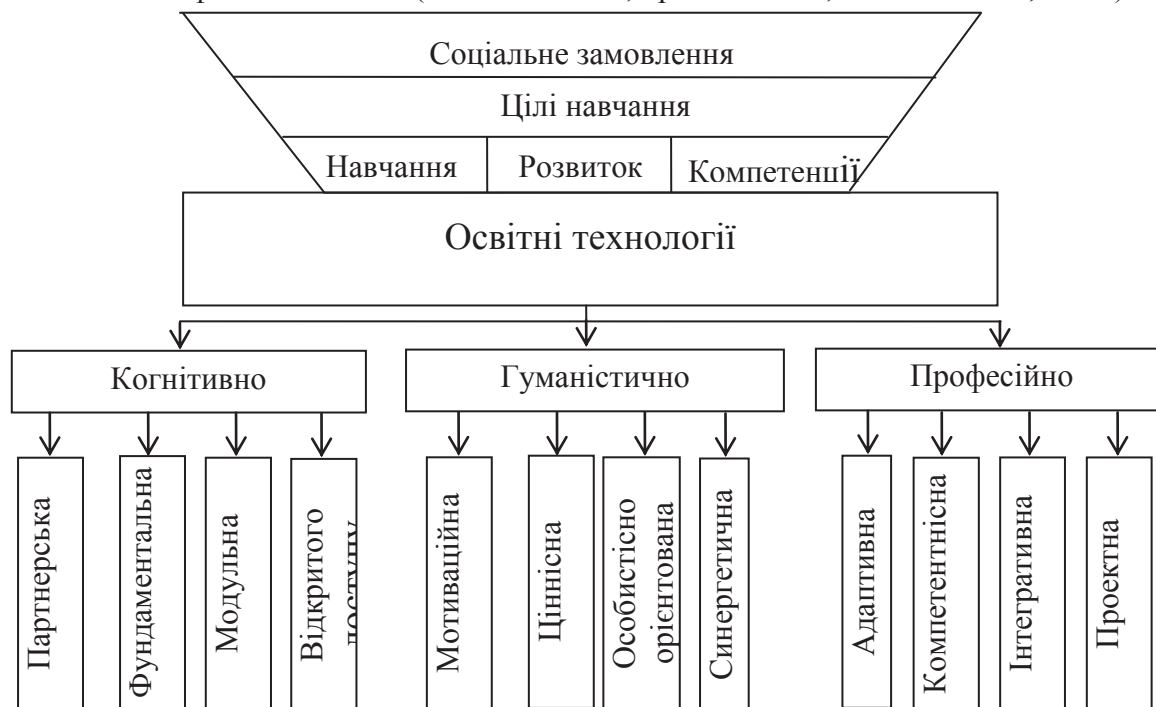 Соціальне замовлення
Цілі навчання
Навчання
Розвиток
Компетенції
Освітні технології
Когнітивно
Гуманістично
Професійно
Партнерська
Фундаментальна
Модульна
Відкритого
доступу
Мотиваційна
Ціннісна
Особистісно
орієнтована
Синергетична
Адаптивна
Компетентнісна
Інтегративна
Проектна